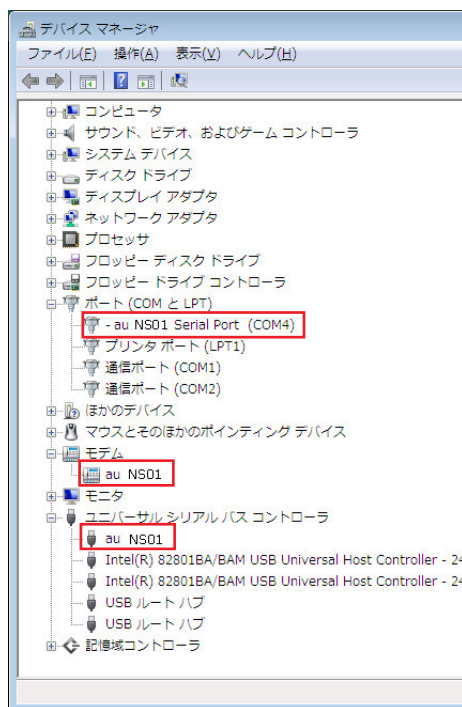 デバイス マネージャ
ファイル(F) 操作(A) 表示(V) ヘルプ(H)
コンピュータ
サウンド、ビデオ、およびゲーム コントローラ
システム デバイス
ディスク ドライブ
ディスプレイ アダプタ
ネットワーク アダプタ
プロセッサ
フロッピー ディスク ドライブ
フロッピー ドライブ コントローラ
ポート (COM と LPT)
- au NS01 Serial Port (COM4)
プリンタ ポート (LPT1)
通信ポート (COM1)
通信ポート (COM2)
ほかのデバイス
マウスとそのほかのポインティング デバイス
モデム
au NS01
モニタ
ユニバーサル シリアル バス コントローラ
au NS01
Intel(R) 82801BA/BAM USB Universal Host Controller - 24
Intel(R) 82801BA/BAM USB Universal Host Controller - 24
USB ルート ハブ
USB ルート ハブ
記憶域コントローラ